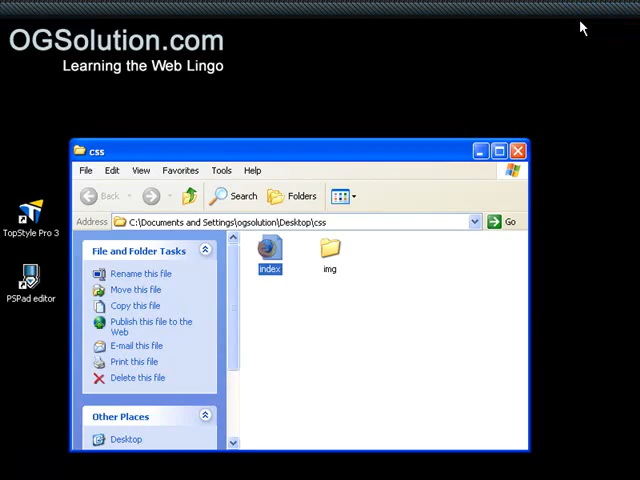 OGSolution.com
Learning the Web Lingo
css
File Edit View Favorites Tools Help
Back Search Folders
Address C:\Documents and Settings\ogsolution\Desktop\css Go
TopStyle Pro 3
PSPad editor
File and Folder Tasks
Rename this file
Move this file
Copy this file
Publish this file to the
Web
E-mail this file
Print this file
Delete this file
Other Places
Desktop
index
img